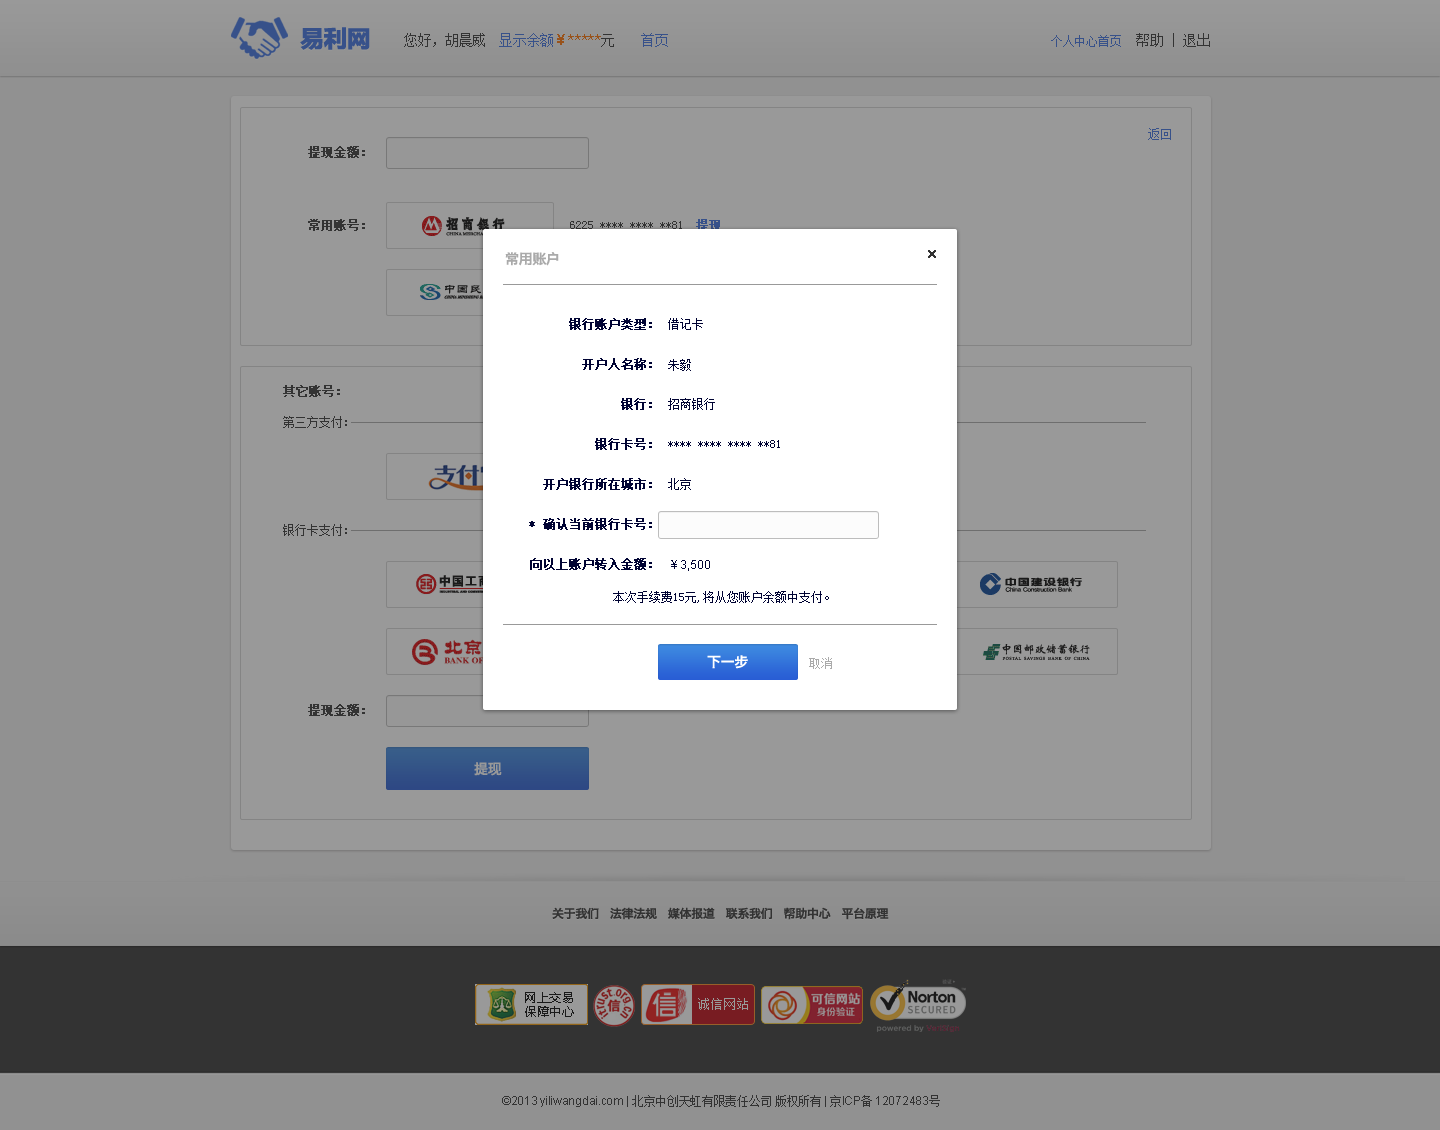 易利网 您好，胡晨威 显示余额¥*****元 首页 个人中心首页 帮助 | 退出
返回
提现金额：
常用账号： 招商银行 6225 **** **** **81 提现
中国民
常用账户 ×
银行账户类型： 借记卡
开户人名称： 朱毅
银行： 招商银行
银行卡号： **** **** **** **81
开户银行所在城市： 北京
* 确认当前银行卡号：
向以上账户转入金额： ¥3,500
本次手续费15元,将从您账户余额中支付。
下一步 取消
其它账号：
第三方支付：
支付
银行卡支付：
中国工商 中国建设银行
China Construction Bank
北京 中国邮政储蓄银行
BANK OF POSTAL SAVINGS BANK OF CHINA
提现金额：
提现
关于我们 法律法规 媒体报道 联系我们 帮助中心 平台原理
网上交易
保障中心
信
信 诚信网站
可信网站
身份验证
Norton
SECURED
powered by
©2013 yiliwangdai.com | 北京中创天虹有限责任公司 版权所有 | 京ICP备 12072483号